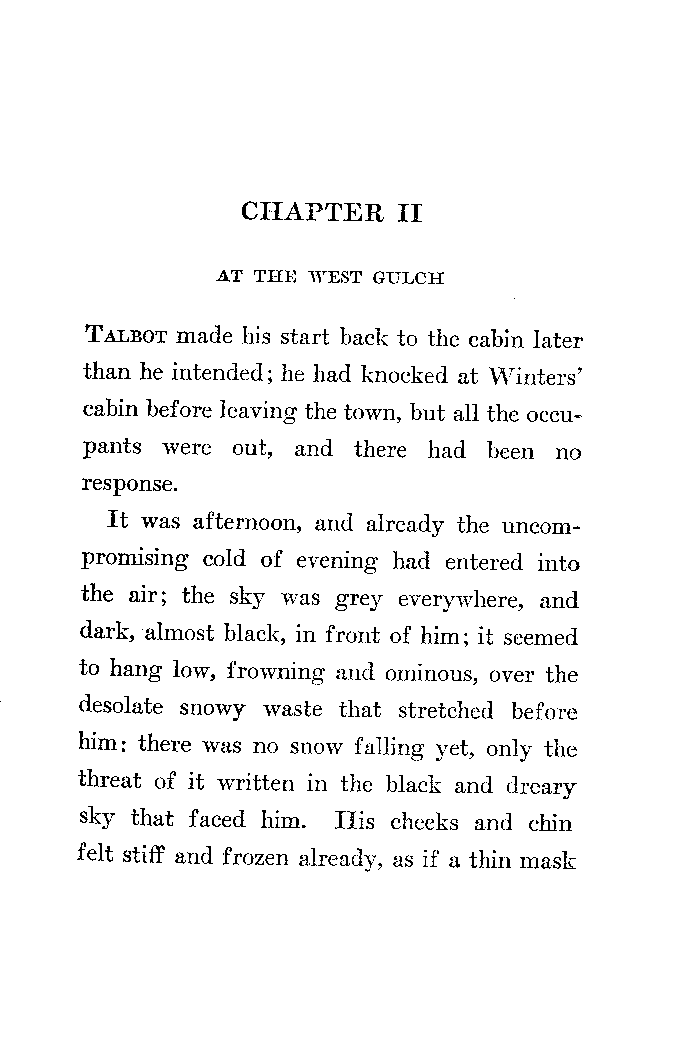 CHAPTER II
AT THE WEST GULCH
TALBOT made his start back to the cabin later
than he intended; he had knocked at Winters'
cabin before leaving the town, but all the occu-
pants were out, and there had been no
response.
It was afternoon, and already the uncom-
promising cold of evening had entered into
the air; the sky was grey everywhere, and
dark, almost black, in front of him; it seemed
to hang low, frowning and ominous, over the
desolate snowy waste that stretched before
him: there was no snow falling yet, only the
threat of it written in the black and dreary
sky that faced him. His cheeks and chin
felt stiff and frozen already, as if a thin mask